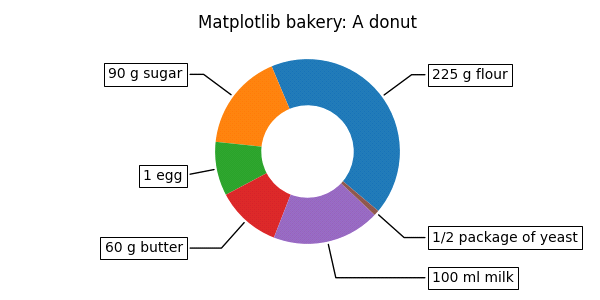 Matplotlib bakery: A donut
90 g sugar
225 g flour
1 egg
60 g butter
1/2 package of yeast
100 ml milk